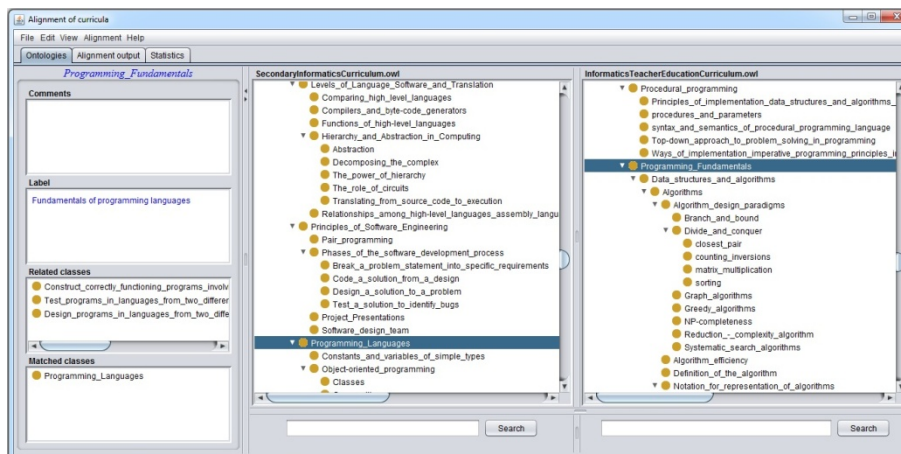 Alignment of curricula
File Edit View Alignment Help
Ontologies Alignment output Statistics
Programming_Fundamentals
Comments
Label
Fundamentals of programming languages
Related classes
Construct_correctly_functioning_programs_involv
Test_programs_in_languages_from_two_differer
Design_programs_in_languages_from_two_diffe
Matched classes
Programming_Languages
SecondaryInformaticsCurriculum.owl
Levels_of_Language_Software_and_Translation
Comparing_high_level_languages
Compilers_and_byte-code_generators
Functions_of_high-level_languages
Hierarchy_and_Abstraction_in_Computing
Abstraction
Decomposing_the_complex
The_power_of_hierarchy
The_role_of_circuits
Translating_from_source_code_to_execution
Relationships_among_high-level_languages_assembly_langu
Principles_of_Software_Engineering
Pair_programming
Phases_of_the_software_development_process
Break_a_problem_statement_into_specific_requirements
Code_a_solution_from_a_design
Design_a_solution_to_a_problem
Test_a_solution_to_identify_bugs
Project_Presentations
Software_design_team
Programming_Languages
Constants_and_variables_of_simple_types
Object-oriented_programming
Classes
Search
InformaticsTeacherEducationCurriculum.owl
Procedural_programming
Principles_of_implementation_data_structures_and_algorithms_
procedures_and_parameters
syntax_and_semantics_of_procedural_programming_language
Top-down_approach_to_problem_solving_in_programming
Ways_of_implementation_imperative_programming_principles_i
Programming_Fundamentals
Data_structures_and_algorithms
Algorithms
Algorithm_design_paradigms
Branch_and_bound
Divide_and_conquer
closest_pair
counting_inversions
matrix_multiplication
sorting
Graph_algorithms
Greedy_algorithms
NP-completeness
Reduction_-_complexity_algorithm
Systematic_search_algorithms
Algorithm_efficiency
Definition_of_the_algorithm
Notation_for_representation_of_algorithms
Search